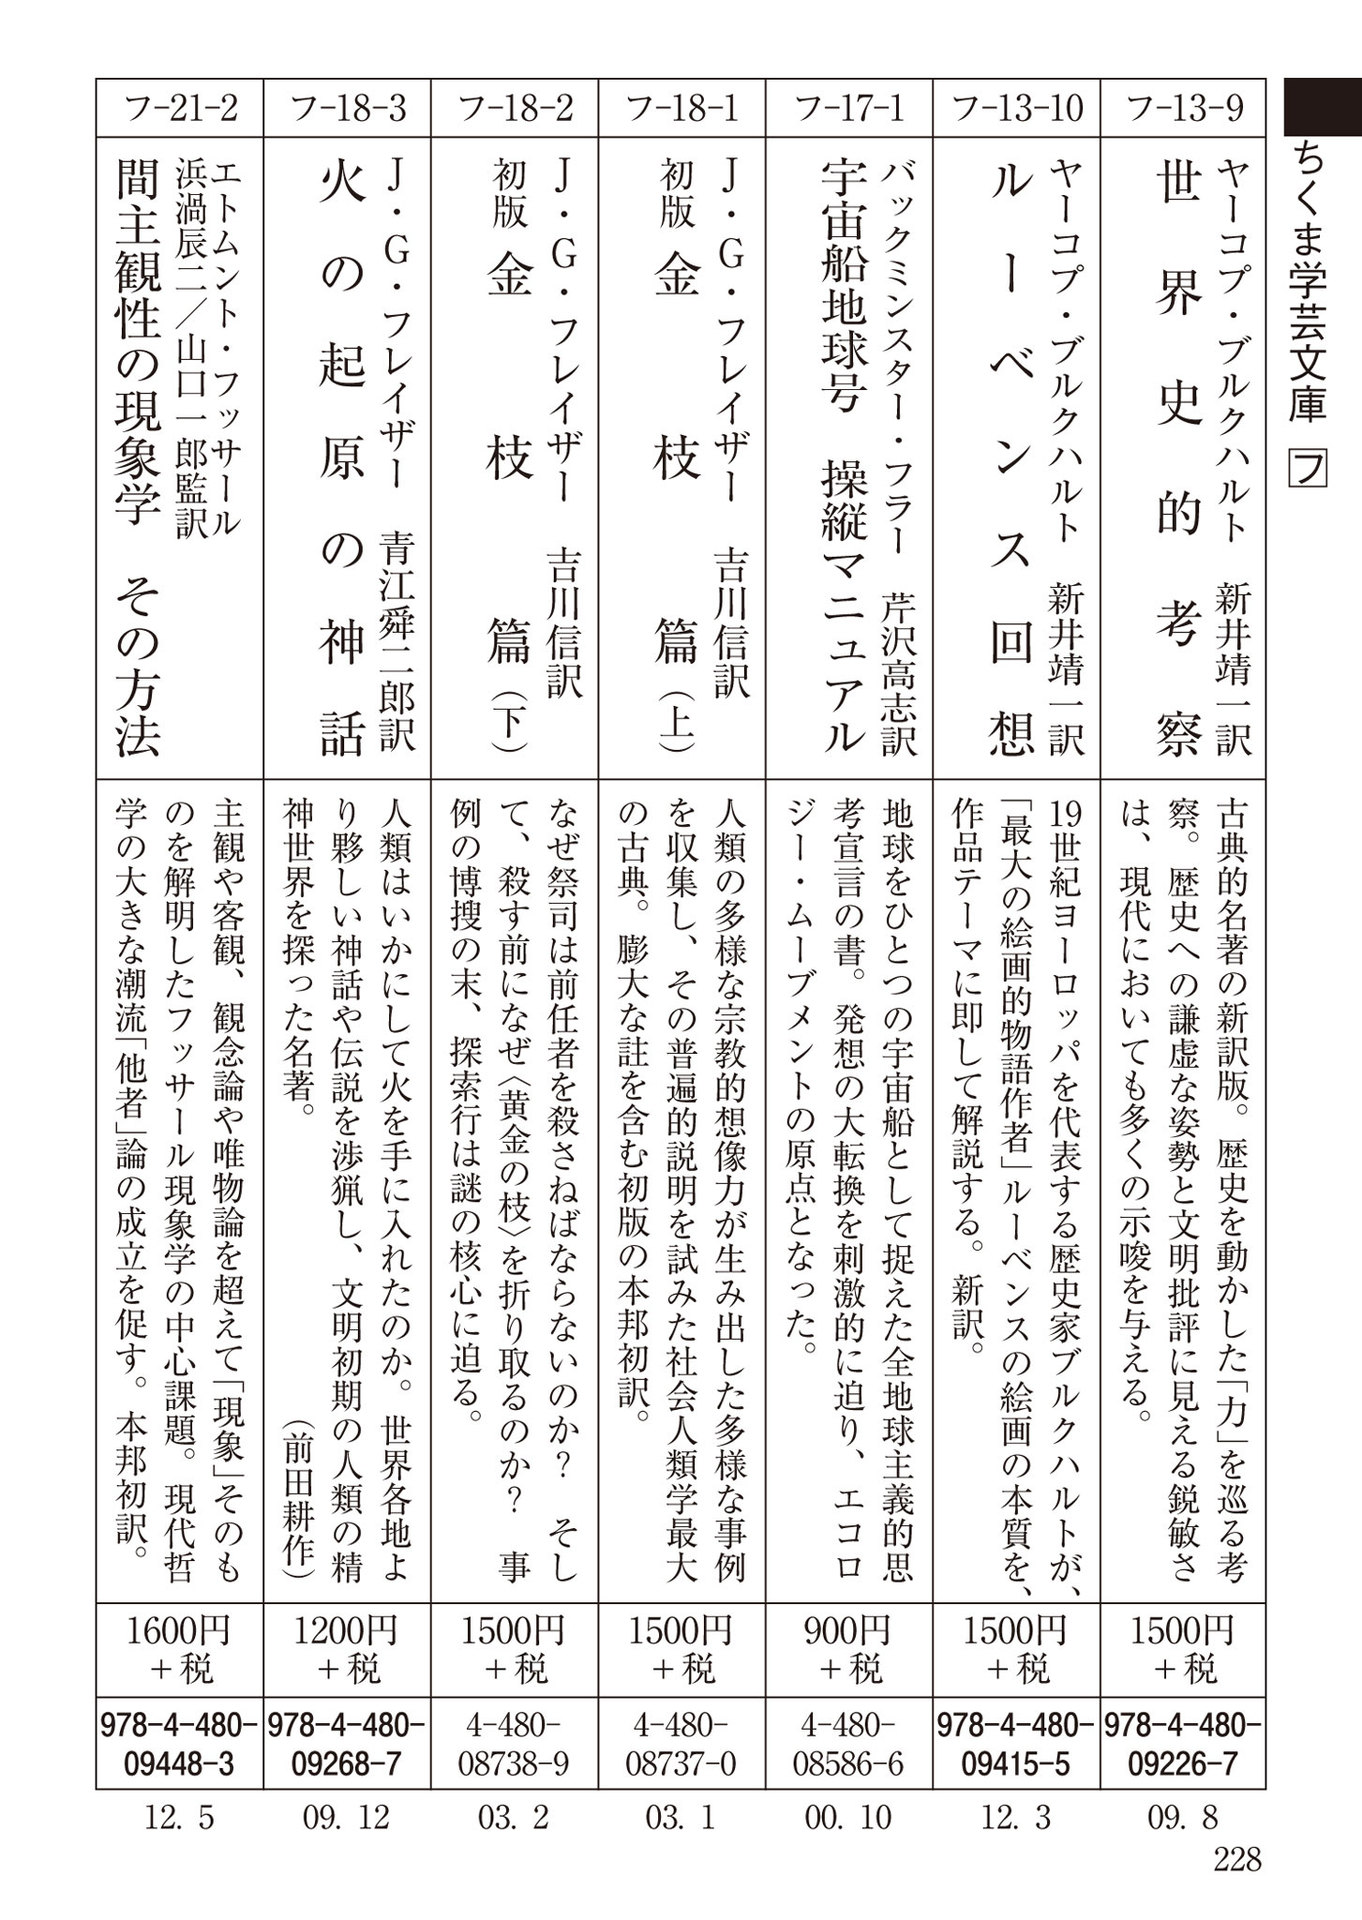 ちくま学芸文庫 フ
フ-13-9
ヤーコプ・ブルクハルト 新井靖一訳
世界史的考察
古典的名著の新訳版。歴史を動かした「力」を巡る考
察。歴史への謙虚な姿勢と文明批評に見える鋭敏さ
は、現代においても多くの示唆を与える。
1500円
+税
978-4-480-
09226-7
09. 8
フ-13-10
ヤーコプ・ブルクハルト 新井靖一訳
ルーベンス回想
19世紀ヨーロッパを代表する歴史家ブルクハルトが、
「最大の絵画的物語作者」ルーベンスの絵画の本質を、
作品テーマに即して解説する。新訳。
1500円
+税
978-4-480-
09415-5
12. 3
フ-17-1
バックミンスター・フラー 芹沢高志訳
宇宙船地球号 操縦マニュアル
地球をひとつの宇宙船として捉えた全地球主義的思
考宣言の書。発想の大転換を刺激的に迫り、エコロ
ジー・ムーブメントの原点となった。
900円
+税
4-480-
08586-6
00. 10
フ-18-1
J・G・フレイザー 吉川信訳
初版 金枝篇（上）
人類の多様な宗教的想像力が生み出した多様な事例
を収集し、その普遍的説明を試みた社会人類学最大
の古典。膨大な註を含む初版の本邦初訳。
1500円
+税
4-480-
08737-0
03. 1
フ-18-2
J・G・フレイザー 吉川信訳
初版 金枝篇（下）
なぜ祭司は前任者を殺さねばならないのか? そし
て、殺す前になぜ〈黄金の枝〉を折り取るのか? 事
例の博捜の末、探索行は謎の核心に迫る。
1500円
+税
4-480-
08738-9
03. 2
フ-18-3
J・G・フレイザー 青江舜二郎訳
火の起原の神話
人類はいかにして火を手に入れたのか。世界各地よ
り夥しい神話や伝説を渉猟し、文明初期の人類の精
神世界を探った名著。 （前田耕作）
1200円
+税
978-4-480-
09268-7
09. 12
フ-21-2
エトムント・フッサール
浜渦辰二／山口一郎監訳
間主観性の現象学 その方法
主観や客観、観念論や唯物論を超えて「現象」そのも
のを解明したフッサール現象学の中心課題。現代哲
学の大きな潮流「他者」論の成立を促す。本邦初訳。
1600円
+税
978-4-480-
09448-3
12. 5
228